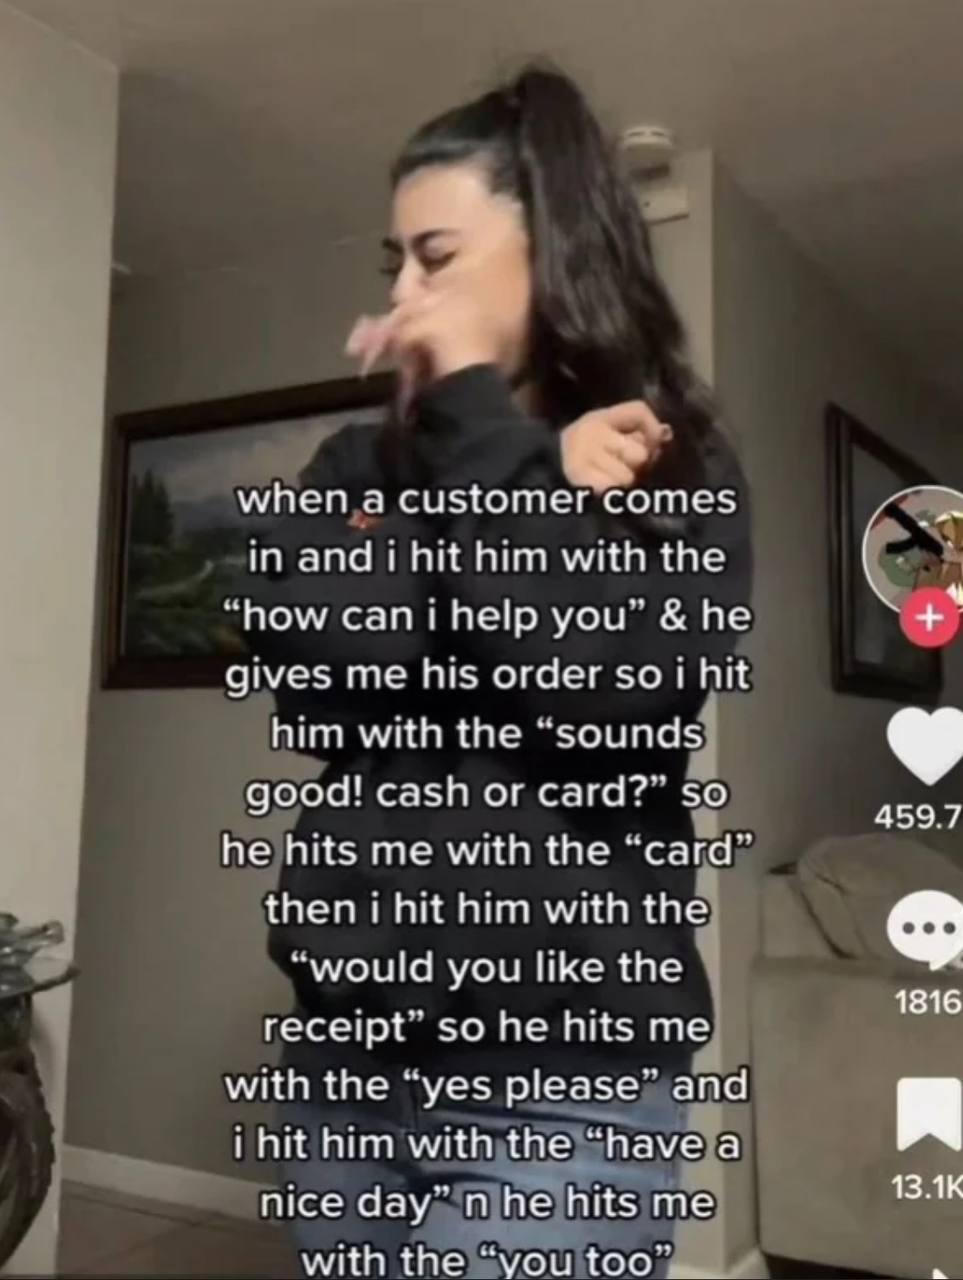 when a customer comes
in and i hit him with the
“how can i help you” & he
gives me his order so i hit
him with the “sounds
good! cash or card?” so
he hits me with the “card”
then i hit him with the
“would you like the
receipt” so he hits me
with the “yes please” and
i hit him with the “have a
nice day” n he hits me
with the “you too”
459.7
1816
13.1K